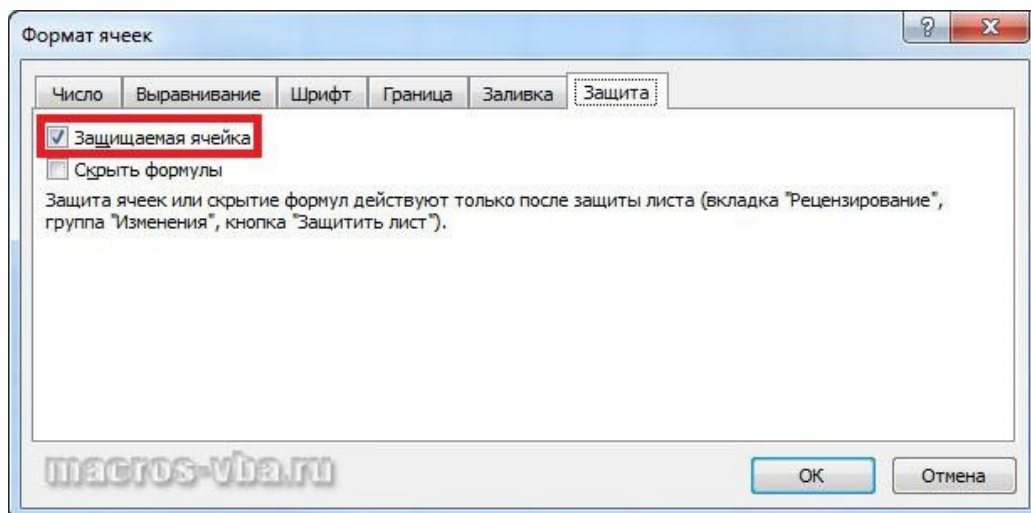 Формат ячеек
Число Выравнивание Шрифт Граница Заливка Защита
Защищаемая ячейка
Скрыть формулы
Защита ячеек или скрытие формул действуют только после защиты листа (вкладка "Рецензирование",
группа "Изменения", кнопка "Защитить лист").
macros-vba.ru
ОК Отмена